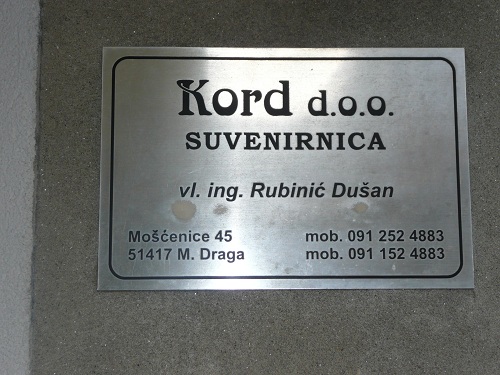 Kord d.o.o.
SUVENIRNICA
vl. ing. Rubinić Dušan
Mošćenice 45
51417 M. Draga
mob. 091 252 4883
mob. 091 152 4883